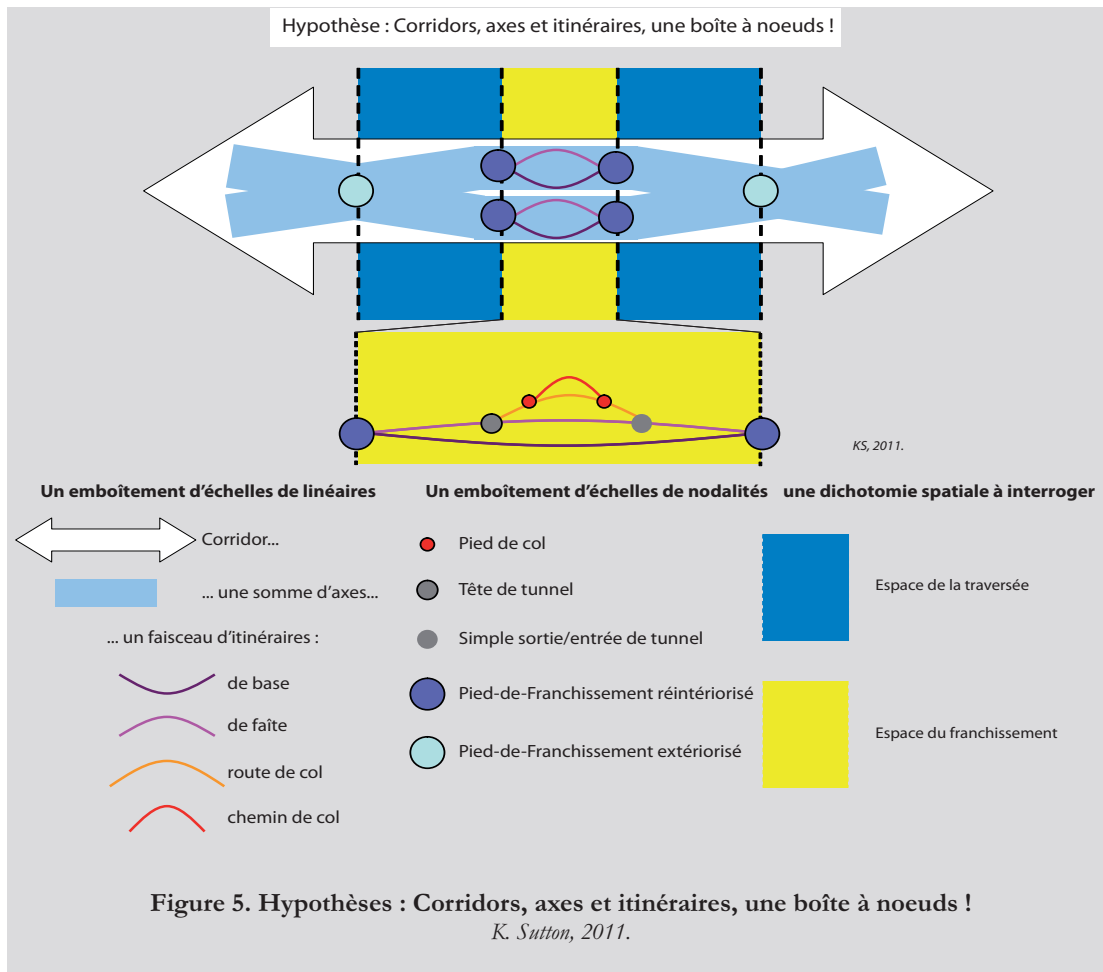 Hypothèse : Corridors, axes et itinéraires, une boîte à noeuds !
KS, 2011.
Un emboîtement d'échelles de linéaires
Corridor...
... une somme d'axes...
... un faisceau d'itinéraires :
de base
de faîte
route de col
chemin de col
Un emboîtement d'échelles de nodalités
Pied de col
Tête de tunnel
Simple sortie/entrée de tunnel
Pied-de-Franchissement réintériorisé
Pied-de-Franchissement extériorisé
une dichotomie spatiale à interroger
Espace de la traversée
Espace du franchissement
Figure 5. Hypothèses : Corridors, axes et itinéraires, une boîte à noeuds !
K. Sutton, 2011.